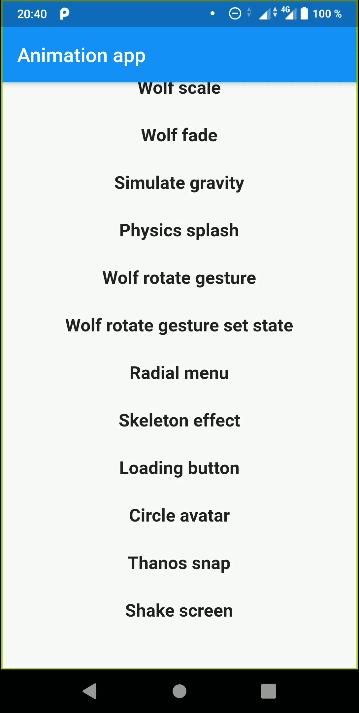 20:40 4G 100 %
Animation app
Wolf scale
Wolf fade
Simulate gravity
Physics splash
Wolf rotate gesture
Wolf rotate gesture set state
Radial menu
Skeleton effect
Loading button
Circle avatar
Thanos snap
Shake screen